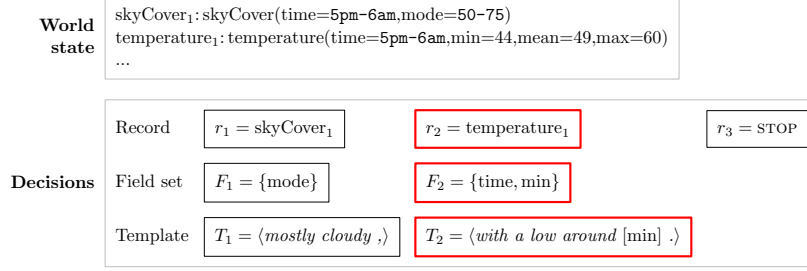 World state
skyCover₁: skyCover(time=5pm-6am,mode=50-75)
temperature₁: temperature(time=5pm-6am,min=44,mean=49,max=60)
...
Decisions
Record r₁ = skyCover₁ r₂ = temperature₁ r₃ = STOP
Field set F₁ = {mode} F₂ = {time, min}
Template T₁ = ⟨mostly cloudy ,⟩ T₂ = ⟨with a low around [min] .⟩